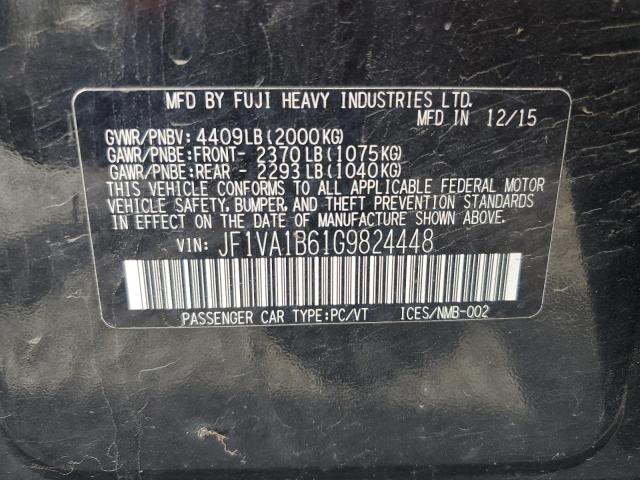 MFD BY FUJI HEAVY INDUSTRIES LTD.
MFD IN 12/15
GVWR/PNBV: 4409LB(2000KG)
GAWR/PNBE:FRONT- 2370LB(1075KG)
GAWR/PNBE:REAR - 2293LB(1040KG)
THIS VEHICLE CONFORMS TO ALL APPLICABLE FEDERAL MOTOR
VEHICLE SAFETY, BUMPER, AND THEFT PREVENTION STANDARDS
IN EFFECT ON THE DATE OF MANUFACTURE SHOWN ABOVE.
VIN: JF1VA1B61G9824448
PASSENGER CAR TYPE:PC/VT ICES/NMB-002